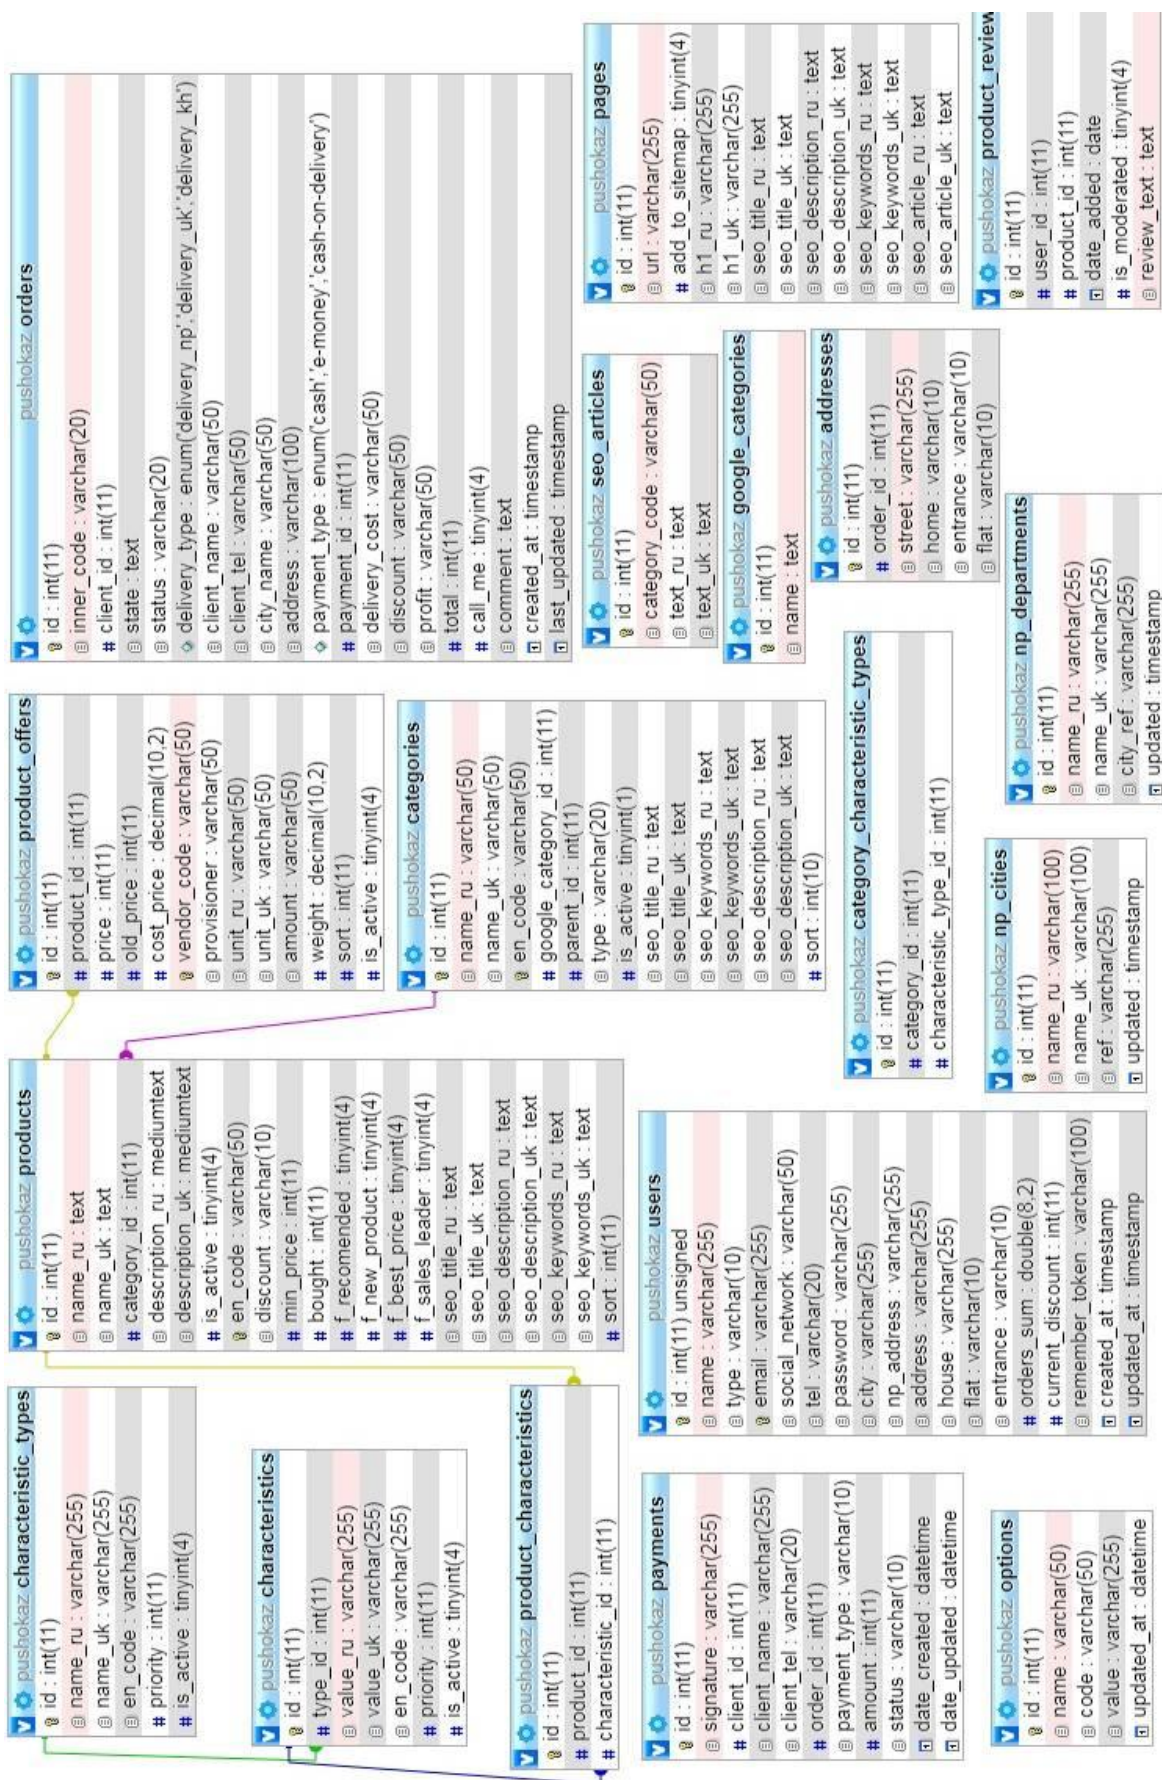 pushokaz characteristic_types
id : int(11)
name_ru : varchar(255)
name_uk : varchar(255)
en_code : varchar(255)
# priority : int(11)
# is_active : tinyint(4)
pushokaz characteristics
id : int(11)
# type_id : int(11)
value_ru : varchar(255)
value_uk : varchar(255)
en_code : varchar(255)
# priority : int(11)
# is_active : tinyint(4)
pushokaz product_characteristics
id : int(11)
# product_id : int(11)
# characteristic_id : int(11)
pushokaz payments
id : int(11)
signature : varchar(255)
# client_id : int(11)
client_name : varchar(255)
client_tel : varchar(20)
# order_id : int(11)
payment_type : varchar(10)
# amount : int(11)
status : varchar(10)
date_created : datetime
date_updated : datetime
pushokaz options
id : int(11)
name : varchar(50)
code : varchar(50)
value : varchar(255)
updated_at : datetime
pushokaz products
id : int(11)
name_ru : text
name_uk : text
# category_id : int(11)
description_ru : mediumtext
description_uk : mediumtext
# is_active : tinyint(4)
en_code : varchar(50)
discount : varchar(10)
# min_price : int(11)
# bought : int(11)
# f_recomended : tinyint(4)
# f_new_product : tinyint(4)
# f_best_price : tinyint(4)
# f_sales_leader : tinyint(4)
seo_title_ru : text
seo_title_uk : text
seo_description_ru : text
seo_description_uk : text
seo_keywords_ru : text
seo_keywords_uk : text
# sort : int(11)
pushokaz users
id : int(11) unsigned
name : varchar(255)
type : varchar(10)
email : varchar(255)
social_network : varchar(50)
tel : varchar(20)
password : varchar(255)
city : varchar(255)
np_address : varchar(255)
address : varchar(255)
house : varchar(255)
flat : varchar(10)
entrance : varchar(10)
# orders_sum : double(8,2)
# current_discount : int(11)
remember_token : varchar(100)
created_at : timestamp
updated_at : timestamp
pushokaz product_offers
id : int(11)
# product_id : int(11)
# price : int(11)
# old_price : int(11)
# cost_price : decimal(10,2)
vendor_code : varchar(50)
provisioner : varchar(50)
unit_ru : varchar(50)
unit_uk : varchar(50)
amount : varchar(50)
# weight : decimal(10,2)
# sort : int(11)
# is_active : tinyint(4)
pushokaz categories
id : int(11)
name_ru : varchar(50)
name_uk : varchar(50)
en_code : varchar(50)
# google_category_id : int(11)
# parent_id : int(11)
type : varchar(20)
# is_active : tinyint(1)
seo_title_ru : text
seo_title_uk : text
seo_keywords_ru : text
seo_keywords_uk : text
seo_description_ru : text
seo_description_uk : text
# sort : int(10)
pushokaz category_characteristic_types
id : int(11)
# category_id : int(11)
# characteristic_type_id : int(11)
pushokaz np_cities
id : int(11)
name_ru : varchar(100)
name_uk : varchar(100)
ref : varchar(255)
updated : timestamp
pushokaz np_departments
id : int(11)
name_ru : varchar(255)
name_uk : varchar(255)
city_ref : varchar(255)
updated : timestamp
pushokaz orders
id : int(11)
inner_code : varchar(20)
# client_id : int(11)
state : text
status : varchar(20)
delivery_type : enum('delivery_np','delivery_uk','delivery_kh')
client_name : varchar(50)
client_tel : varchar(50)
city_name : varchar(50)
address : varchar(100)
payment_type : enum('cash','e-money','cash-on-delivery')
# payment_id : int(11)
delivery_cost : varchar(50)
discount : varchar(50)
profit : varchar(50)
# total : int(11)
# call_me : tinyint(4)
comment : text
created_at : timestamp
last_updated : timestamp
pushokaz seo_articles
id : int(11)
category_code : varchar(50)
text_ru : text
text_uk : text
pushokaz google_categories
id : int(11)
name : text
pushokaz addresses
id : int(11)
# order_id : int(11)
street : varchar(255)
home : varchar(10)
entrance : varchar(10)
flat : varchar(10)
pushokaz pages
id : int(11)
url : varchar(255)
# add_to_sitemap : tinyint(4)
h1_ru : varchar(255)
h1_uk : varchar(255)
seo_title_ru : text
seo_title_uk : text
seo_description_ru : text
seo_description_uk : text
seo_keywords_ru : text
seo_keywords_uk : text
seo_article_ru : text
seo_article_uk : text
pushokaz product_review
id : int(11)
# user_id : int(11)
# product_id : int(11)
date_added : date
# is_moderated : tinyint(4)
review_text : text